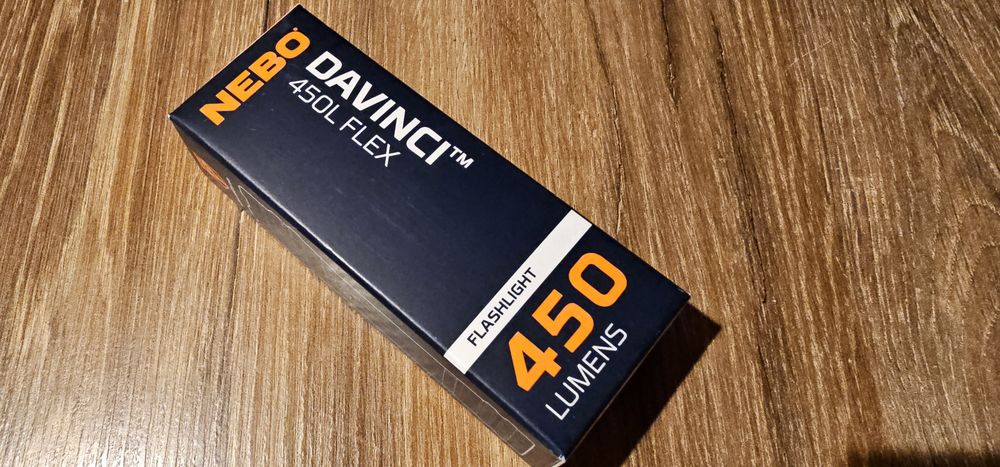 NEBO
DAVINCI™
450L FLEX
FLASHLIGHT
450
LUMENS